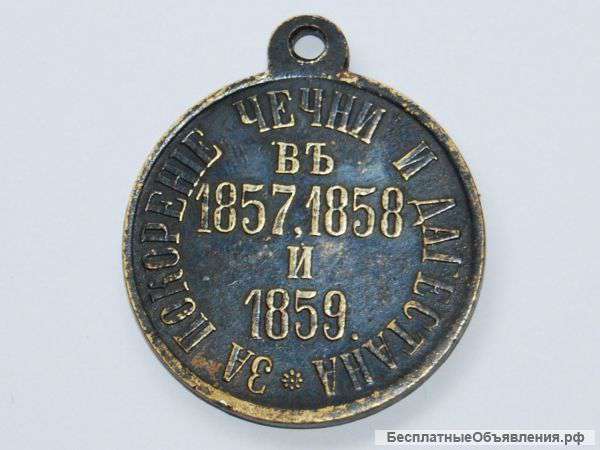 ЗА ПОКОРЕНІЕ ЧЕЧНИ И ДАГЕСТАНА *
ВЪ
1857,1858
И
1859.
БесплатныеОбъявления.рф